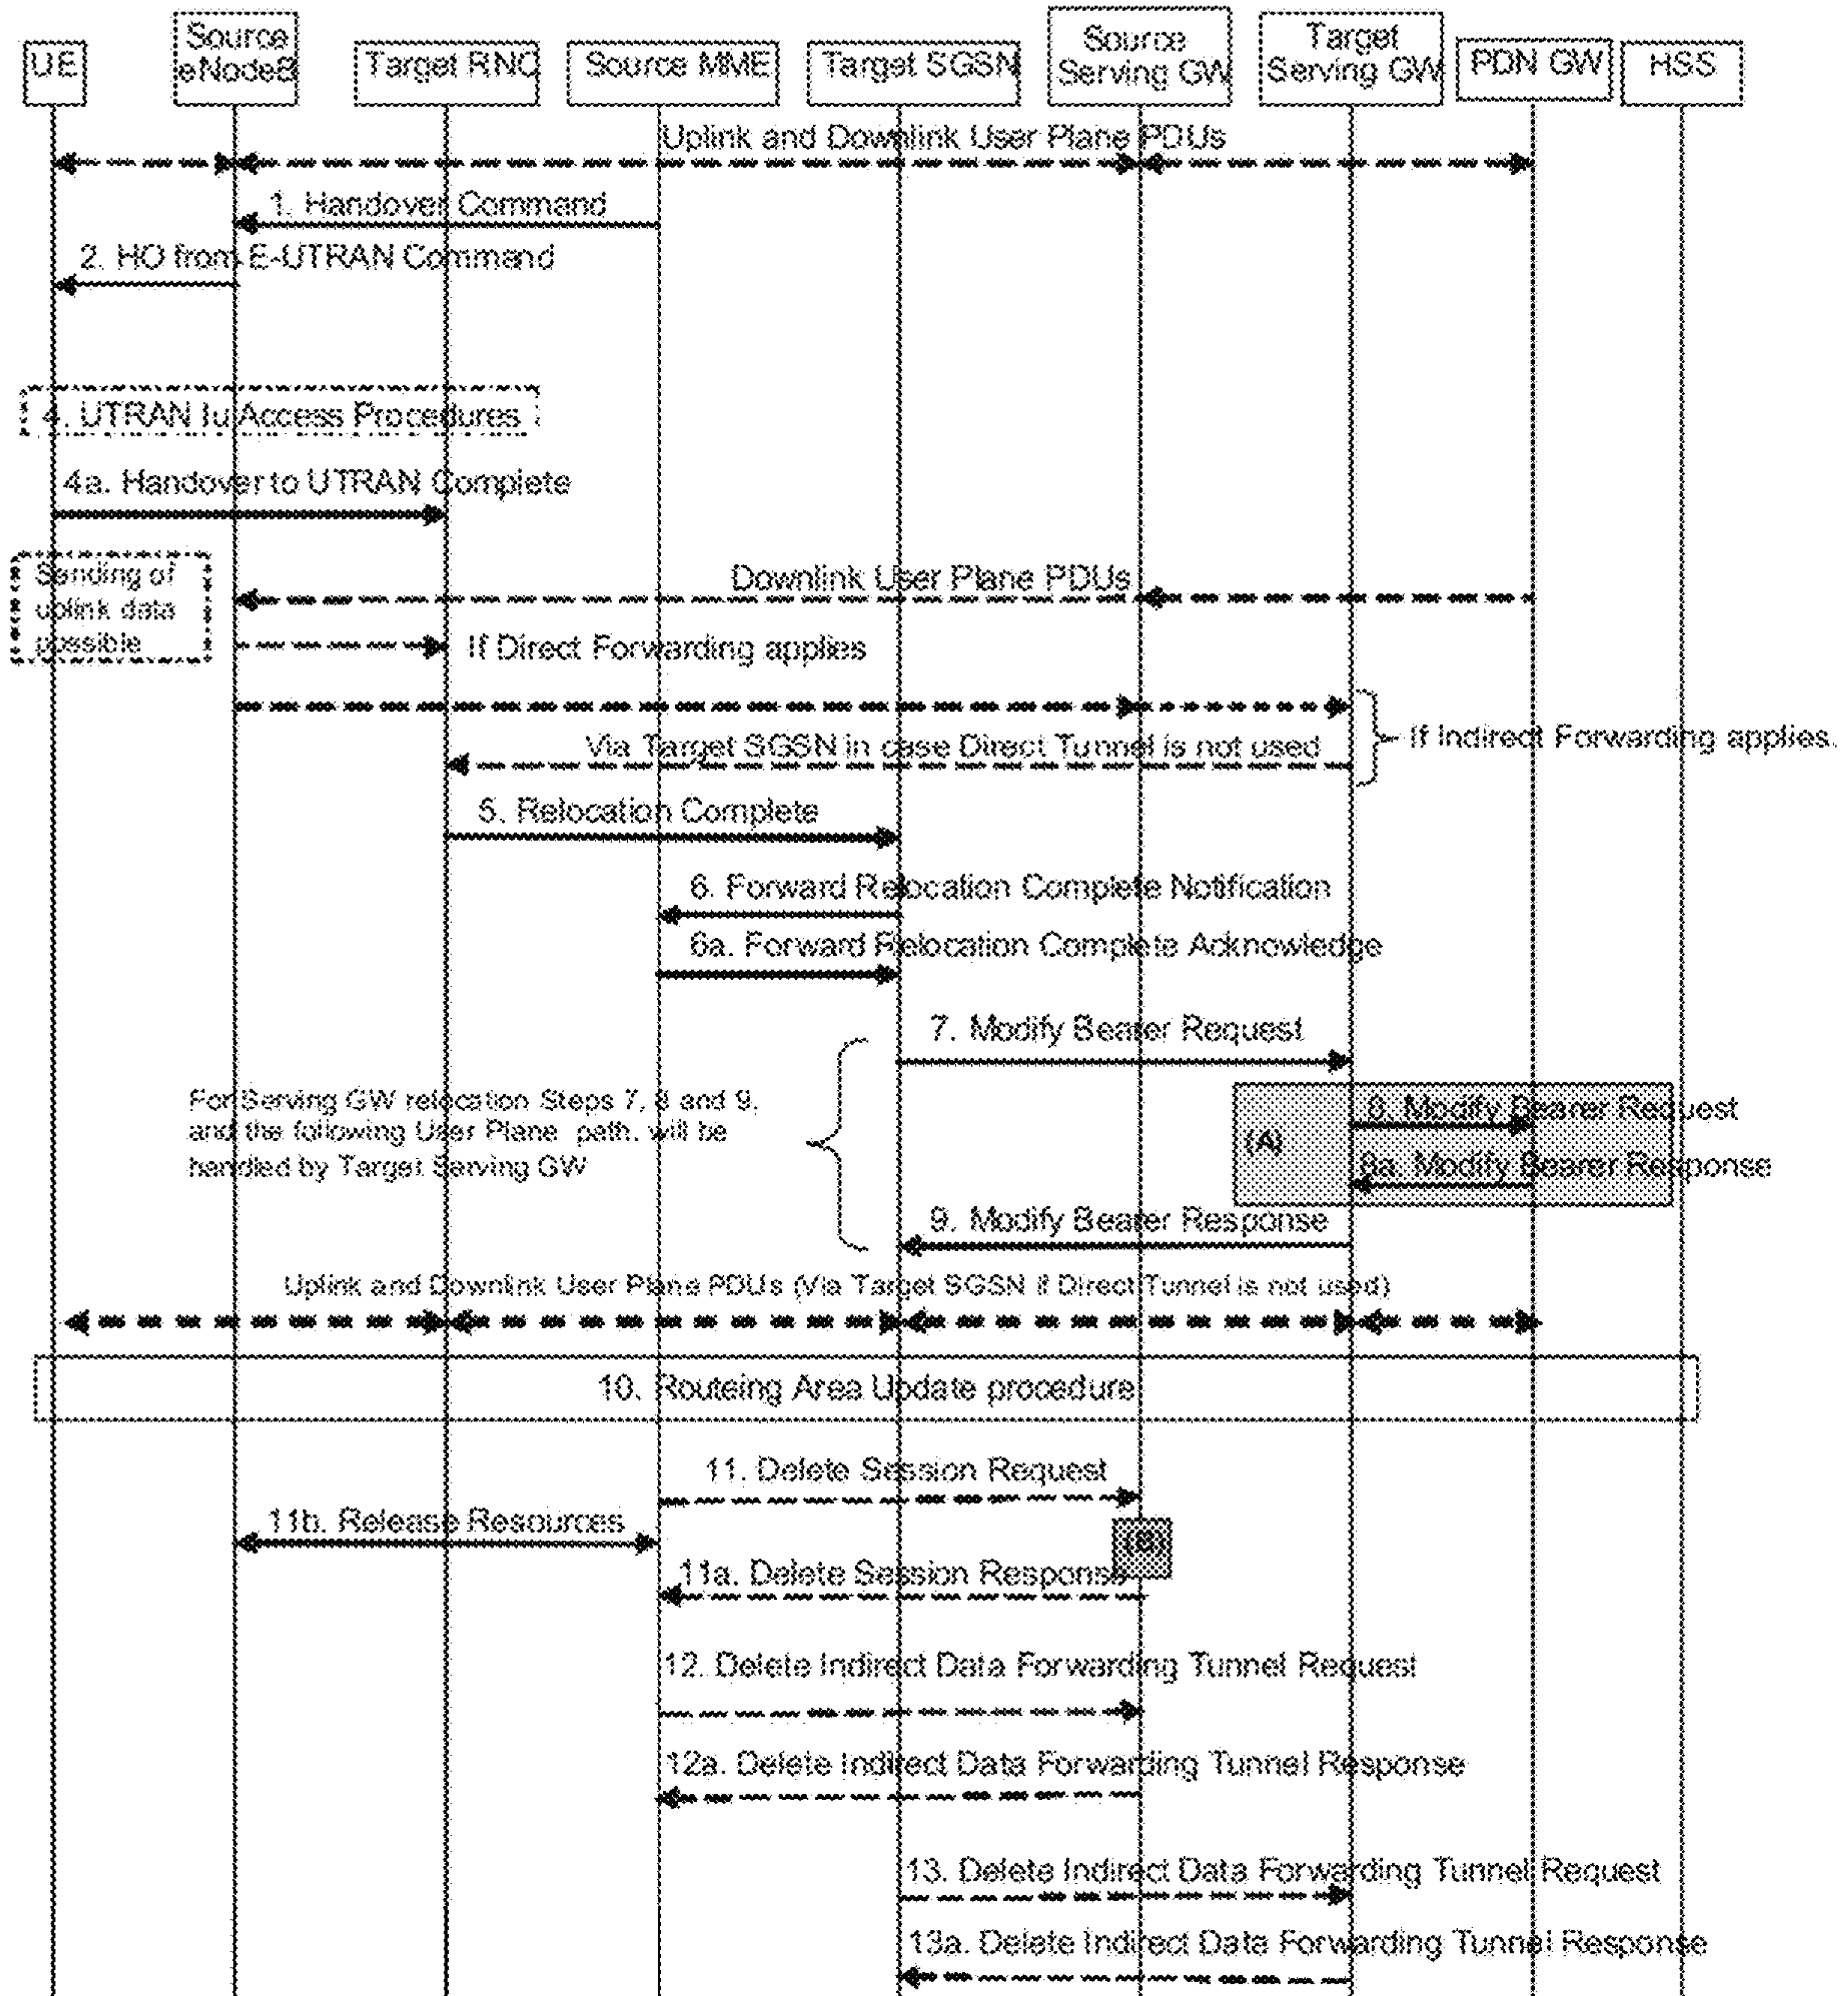 UE
Source
eNodeB
Target RNC
Source MME
Target SGSN
Source
Serving GW
Target
Serving GW
PDN GW
HSS
Uplink and Downlink User Plane PDUs
1. Handover Command
2. HO from E-UTRAN Command
4. UTRAN Iu Access Procedures
4a. Handover to UTRAN Complete
Sending of
uplink data
possible
Downlink User Plane PDUs
If Direct Forwarding applies
Via Target SGSN in case Direct Tunnel is not used
If Indirect Forwarding applies.
5. Relocation Complete
6. Forward Relocation Complete Notification
6a. Forward Relocation Complete Acknowledge
7. Modify Bearer Request
For Serving GW relocation Steps 7, 8 and 9,
and the following User Plane path, will be
handled by Target Serving GW
(A)
8. Modify Bearer Request
8a. Modify Bearer Response
9. Modify Bearer Response
Uplink and Downlink User Plane PDUs (Via Target SGSN if Direct Tunnel is not used)
10. Routeing Area Update procedure
11. Delete Session Request
11b. Release Resources
(B)
11a. Delete Session Response
12. Delete Indirect Data Forwarding Tunnel Request
12a. Delete Indirect Data Forwarding Tunnel Response
13. Delete Indirect Data Forwarding Tunnel Request
13a. Delete Indirect Data Forwarding Tunnel Response